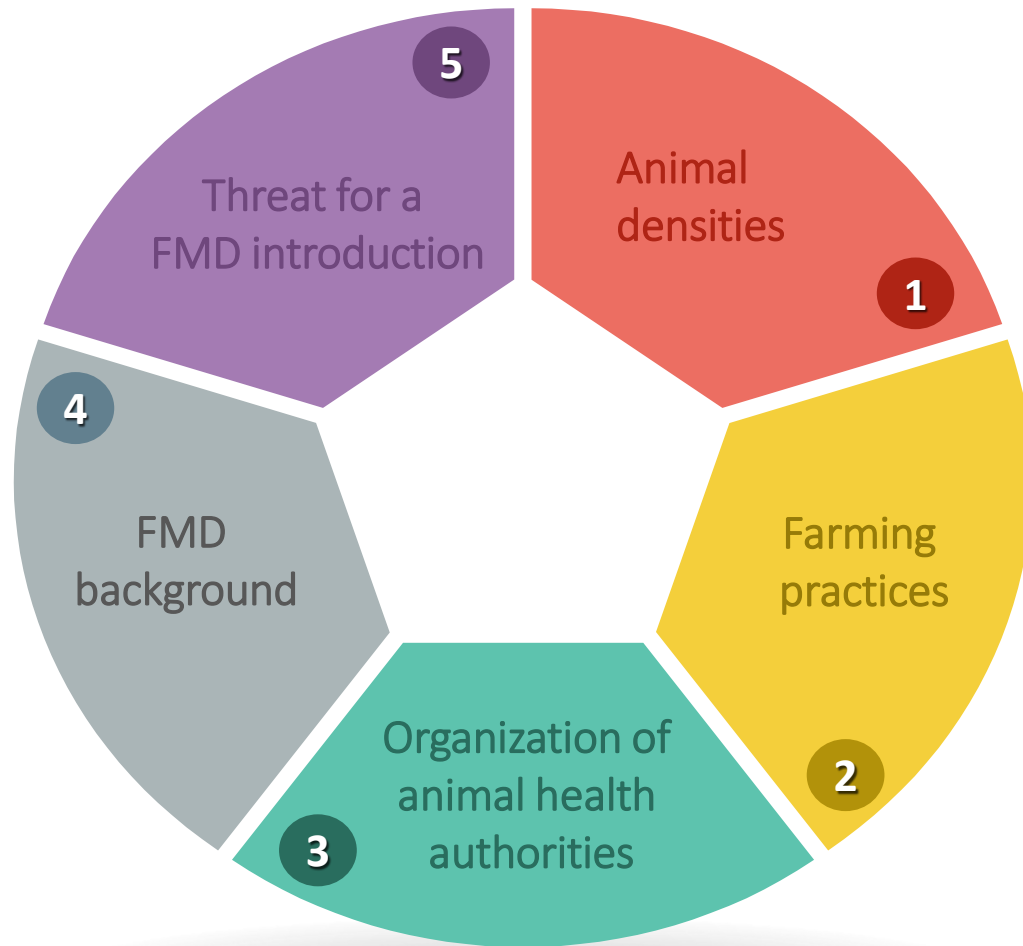 5
Threat for a
FMD introduction
Animal
densities
1
4
FMD
background
Farming
practices
2
Organization of
animal health
authorities
3